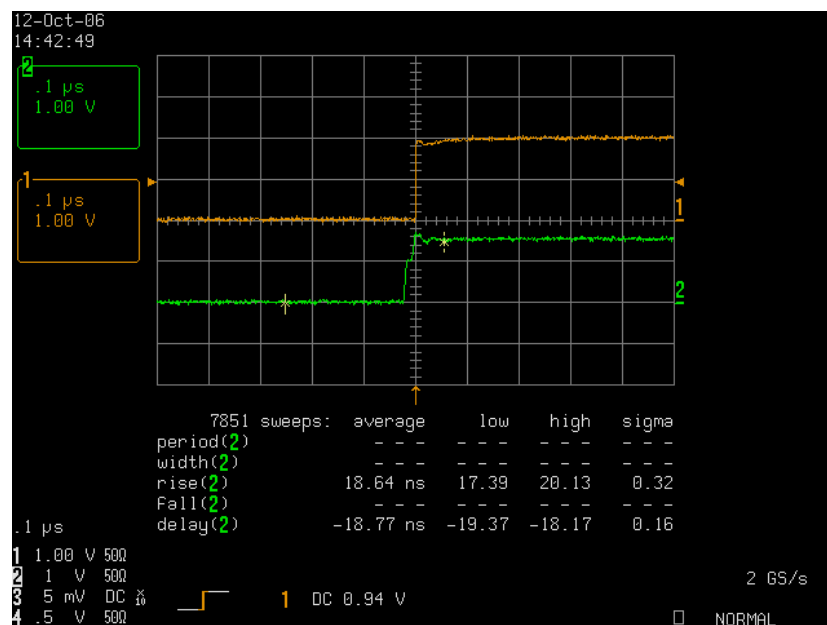 12-Oct-06
14:42:49
2
.1 µs
1.00 V
1
.1 µs
1.00 V
1
2
7851 sweeps: average low high sigma
period(2) - - - - - - - - - - - -
width(2) - - - - - - - - - - - -
rise(2) 18.64 ns 17.39 20.13 0.32
Fall(2) - - - - - - - - - - - -
delay(2) -18.77 ns -19.37 -18.17 0.16
.1 µs
1 1.00 V 50Ω
2 1 V 50Ω
3 5 mV DC X10
4 .5 V 50Ω
1 DC 0.94 V
2 GS/s
NORMAL